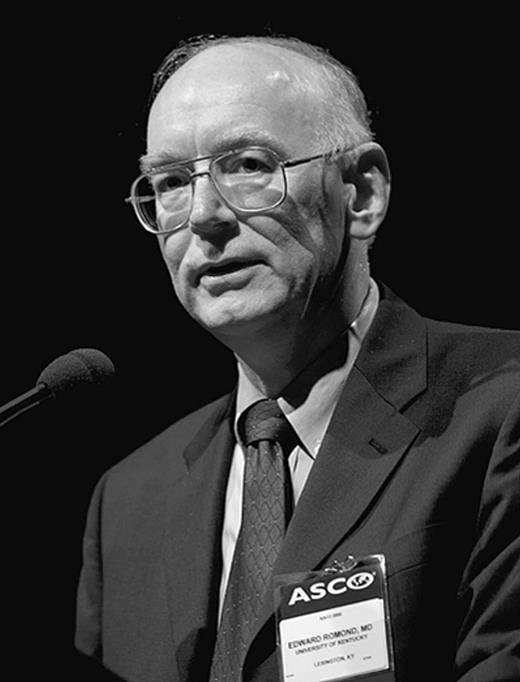 ASCO
EDWARD ROMOND, MD
UNIVERSITY OF KENTUCKY
LEXINGTON, KY